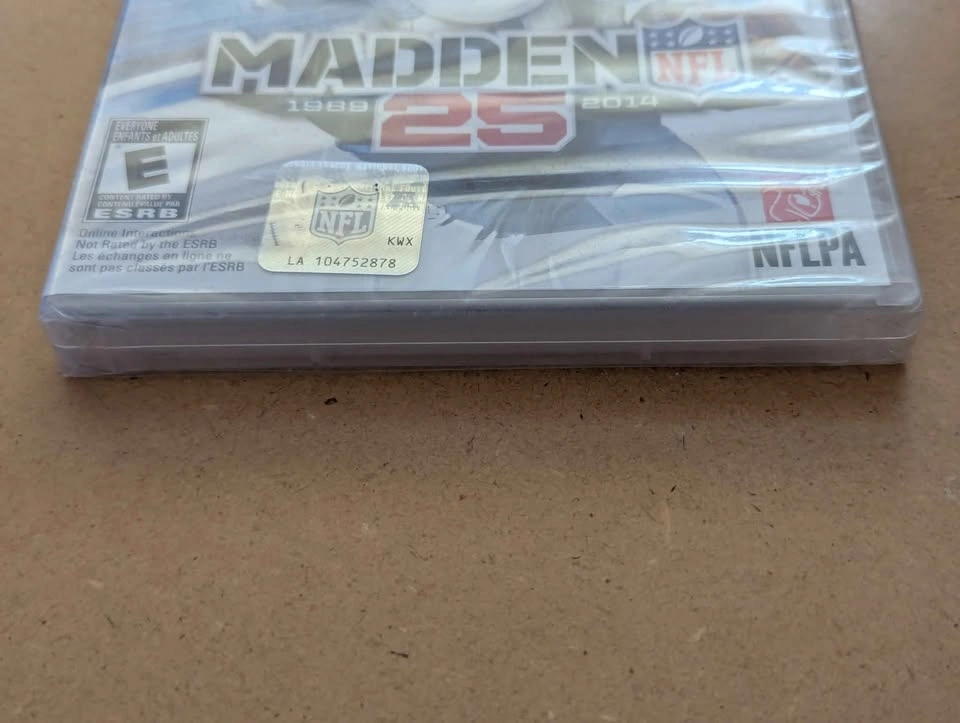 MADDEN NFL
1989 25 2014
EVERYONE
ENFANTS et ADULTES
E
CONTENT RATED BY
CONTENU ÉVALUÉ PAR
ESRB
Online Interactions
Not Rated by the ESRB
Les échanges en ligne ne
sont pas classés par l'ESRB
NFL
KWX
LA 104752878
NFLPA